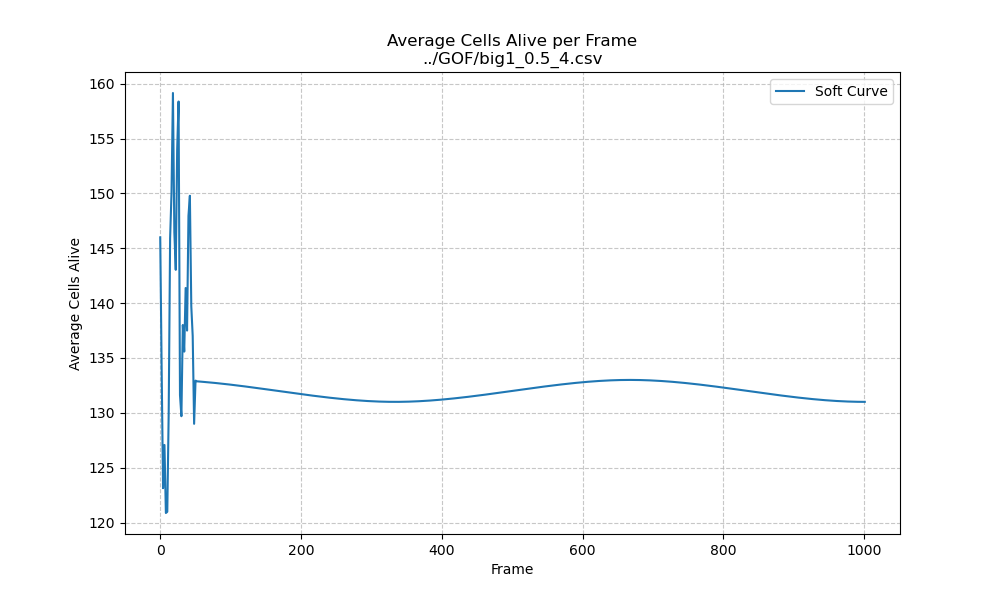 Average Cells Alive per Frame
../GOF/big1_0.5_4.csv
Soft Curve
Average Cells Alive
160
155
150
145
140
135
130
125
120
0 200 400 600 800 1000
Frame